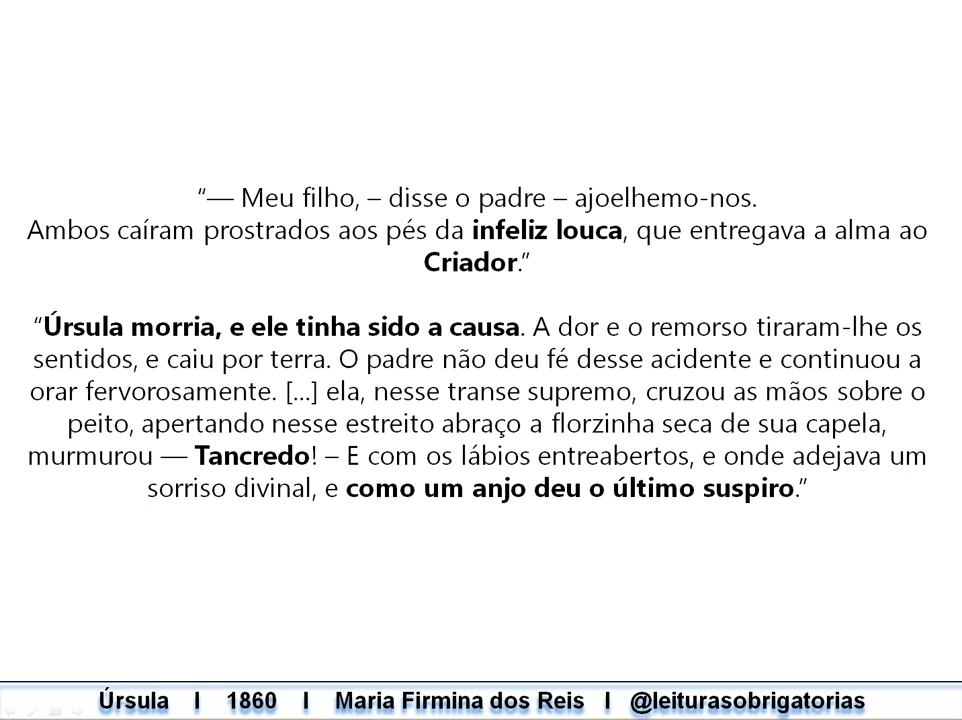 “— Meu filho, – disse o padre – ajoelhemo-nos.
Ambos caíram prostrados aos pés da infeliz louca, que entregava a alma ao
Criador.”
“Úrsula morria, e ele tinha sido a causa. A dor e o remorso tiraram-lhe os
sentidos, e caiu por terra. O padre não deu fé desse acidente e continuou a
orar fervorosamente. [...] ela, nesse transe supremo, cruzou as mãos sobre o
peito, apertando nesse estreito abraço a florzinha seca de sua capela,
murmurou — Tancredo! – E com os lábios entreabertos, e onde adejava um
sorriso divinal, e como um anjo deu o último suspiro.”
Úrsula I 1860 I Maria Firmina dos Reis I @leiturasobrigatorias